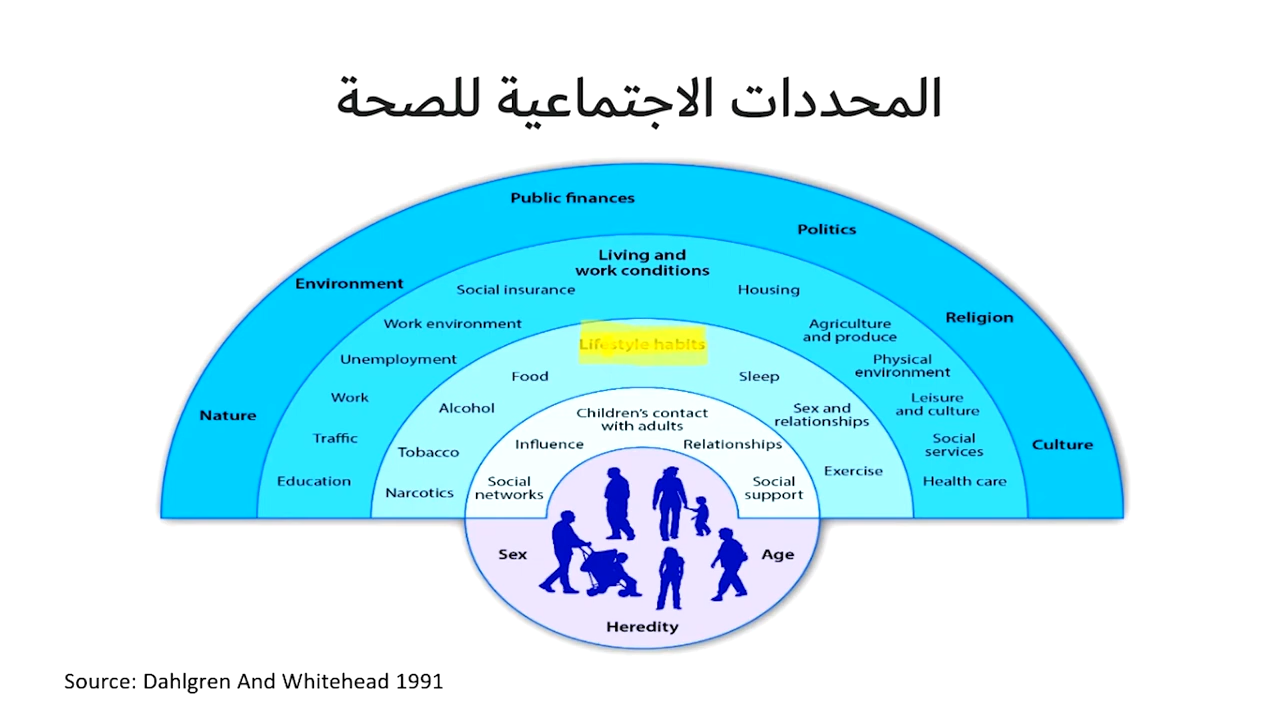 المحددات الاجتماعية للصحة
Public finances
Politics
Environment
Religion
Nature
Culture
Living and
work conditions
Social insurance
Housing
Work environment
Agriculture
and produce
Unemployment
Physical
environment
Work
Leisure
and culture
Traffic
Social
services
Education
Health care
Lifestyle habits
Food
Sleep
Alcohol
Sex and
relationships
Tobacco
Exercise
Narcotics
Children's contact
with adults
Influence
Relationships
Social
networks
Social
support
Sex
Age
Heredity
Source: Dahlgren And Whitehead 1991